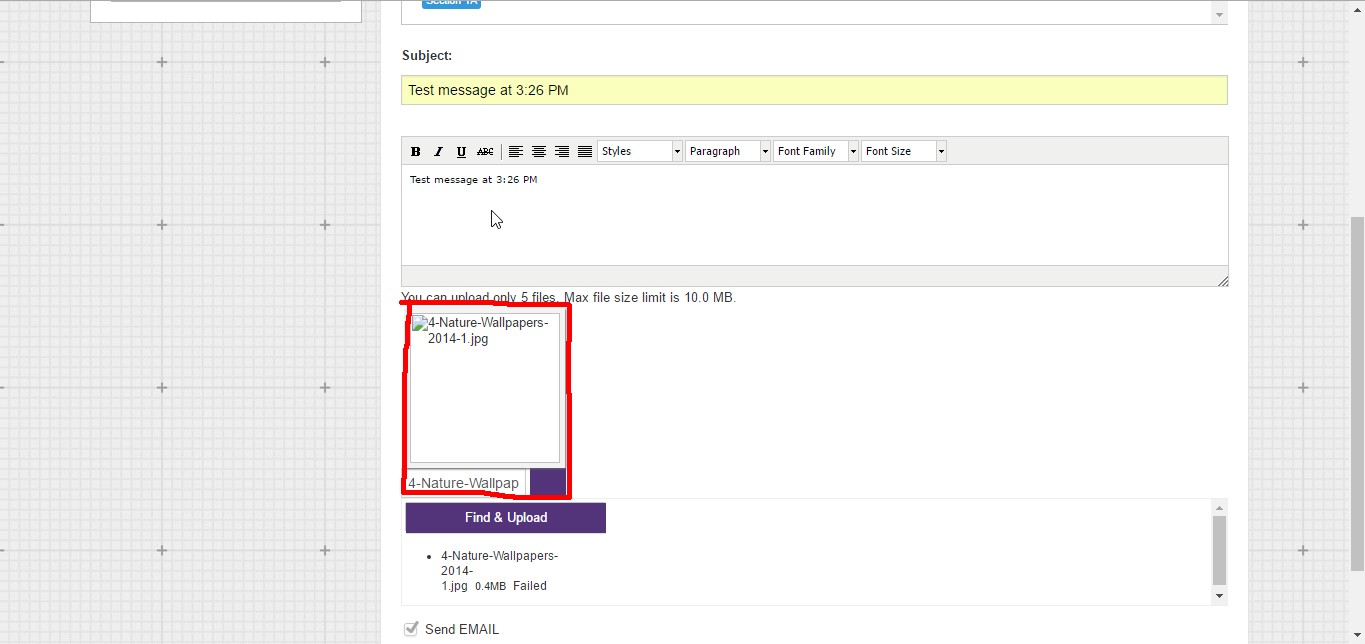 Section-1A
Subject:
Test message at 3:26 PM
B I U ABC Styles Paragraph Font Family Font Size
Test message at 3:26 PM
You can upload only 5 files. Max file size limit is 10.0 MB.
4-Nature-Wallpapers-
2014-1.jpg
4-Nature-Wallpap
Find & Upload
4-Nature-Wallpapers-
2014-
1.jpg 0.4MB Failed
Send EMAIL